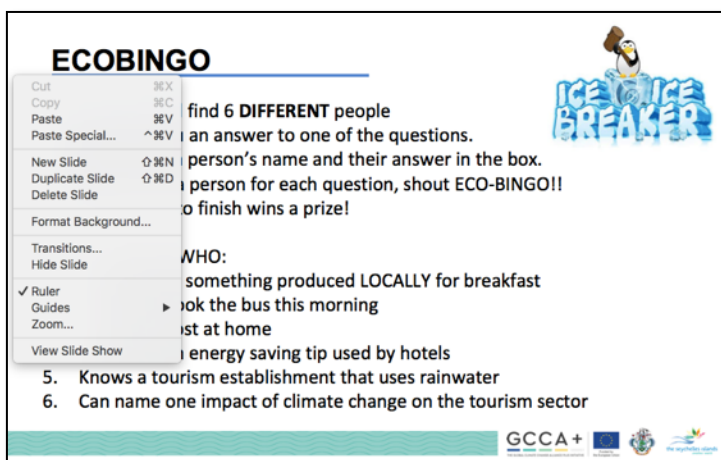 ECOBINGO
ICE ICE
BREAKER
Cut ⌘X
Copy ⌘C
Paste ⌘V
Paste Special... ^⌘V
New Slide ⇧⌘N
Duplicate Slide ⇧⌘D
Delete Slide
Format Background...
Transitions...
Hide Slide
✓ Ruler
Guides
Zoom...
View Slide Show
find 6 DIFFERENT people
an answer to one of the questions.
person's name and their answer in the box.
person for each question, shout ECO-BINGO!!
to finish wins a prize!
WHO:
something produced LOCALLY for breakfast
the bus this morning
at home
energy saving tip used by hotels
5. Knows a tourism establishment that uses rainwater
6. Can name one impact of climate change on the tourism sector
GCCA+
the seychelles islands